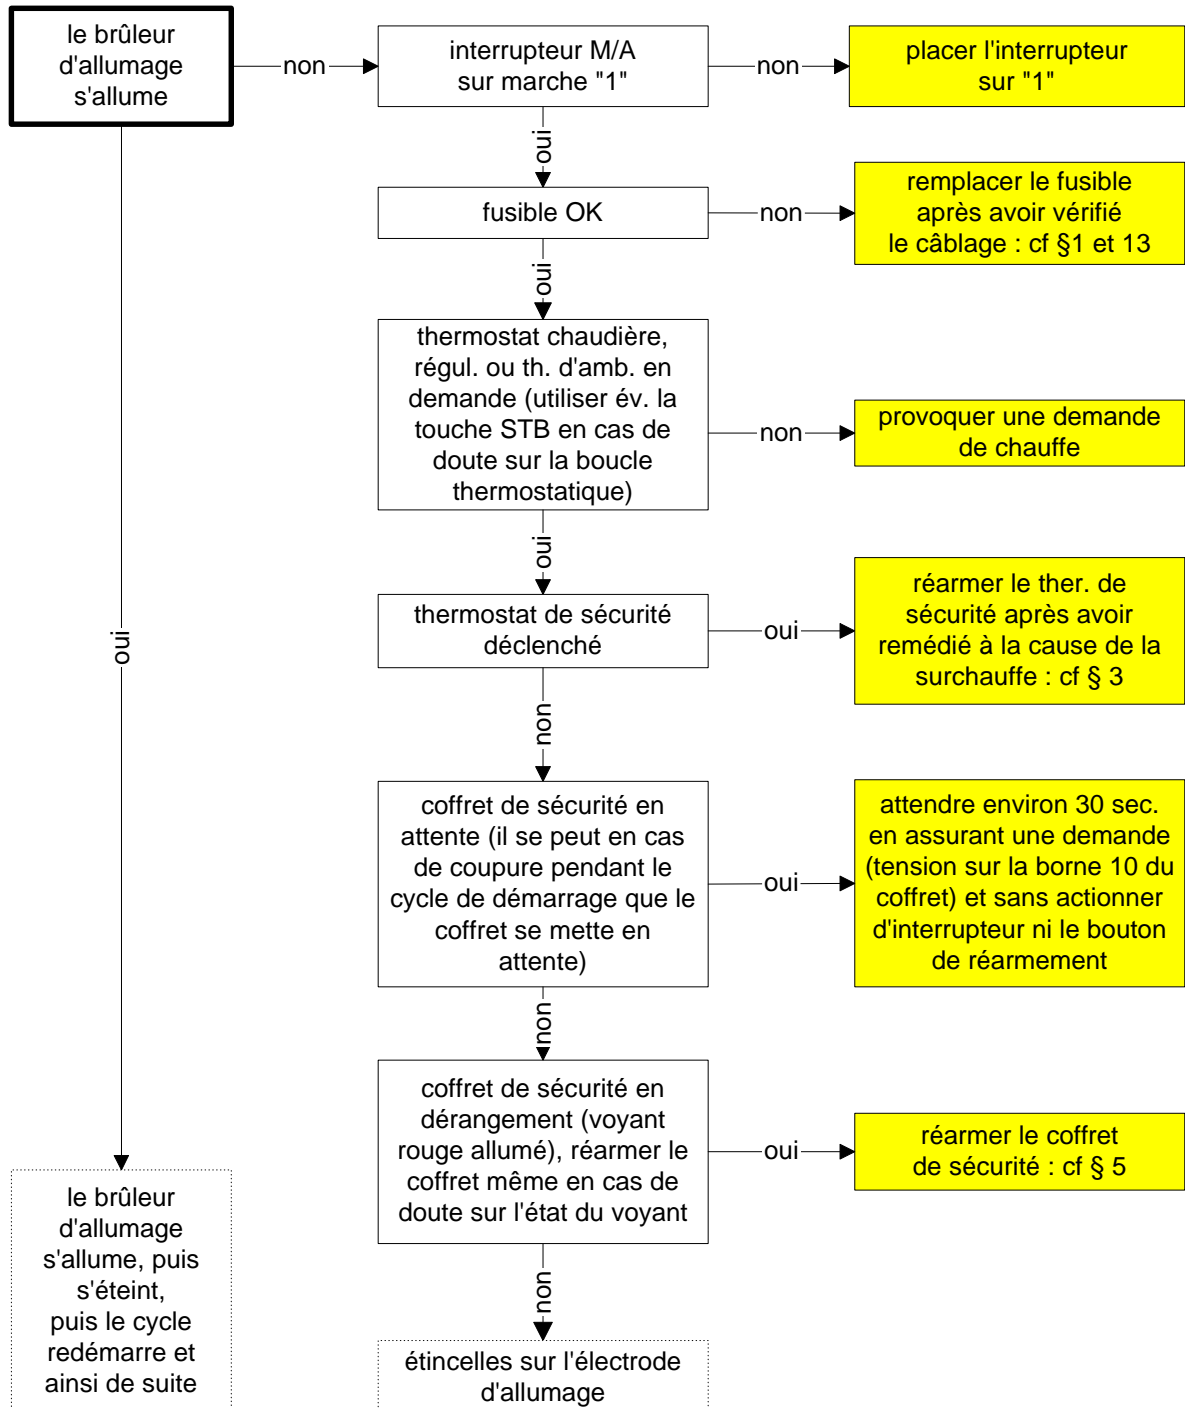 le brûleur
d'allumage
s'allume
non
interrupteur M/A
sur marche "1"
non
placer l'interrupteur
sur "1"
oui
fusible OK
non
remplacer le fusible
après avoir vérifié
le câblage : cf §1 et 13
oui
thermostat chaudière,
régul. ou th. d'amb. en
demande (utiliser év. la
touche STB en cas de
doute sur la boucle
thermostatique)
non
provoquer une demande
de chauffe
oui
thermostat de sécurité
déclenché
oui
réarmer le ther. de
sécurité après avoir
remédié à la cause de la
surchauffe : cf § 3
oui
non
coffret de sécurité en
attente (il se peut en cas
de coupure pendant le
cycle de démarrage que le
coffret se mette en
attente)
oui
attendre environ 30 sec.
en assurant une demande
(tension sur la borne 10 du
coffret) et sans actionner
d'interrupteur ni le bouton
de réarmement
non
coffret de sécurité en
dérangement (voyant
rouge allumé), réarmer le
coffret même en cas de
doute sur l'état du voyant
oui
réarmer le coffret
de sécurité : cf § 5
le brûleur
d'allumage
s'allume, puis
s'éteint,
puis le cycle
redémarre et
ainsi de suite
non
étincelles sur l'électrode
d'allumage